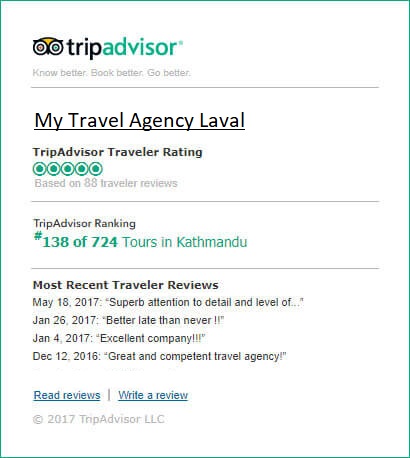 tripadvisor®
Know better. Book better. Go better.
My Travel Agency Laval
TripAdvisor Traveler Rating
Based on 88 traveler reviews
TripAdvisor Ranking
#138 of 724 Tours in Kathmandu
Most Recent Traveler Reviews
May 18, 2017: “Superb attention to detail and level of...”
Jan 26, 2017: “Better late than never !!”
Jan 4, 2017: “Excellent company!!!”
Dec 12, 2016: “Great and competent travel agency!”
Read reviews | Write a review
© 2017 TripAdvisor LLC